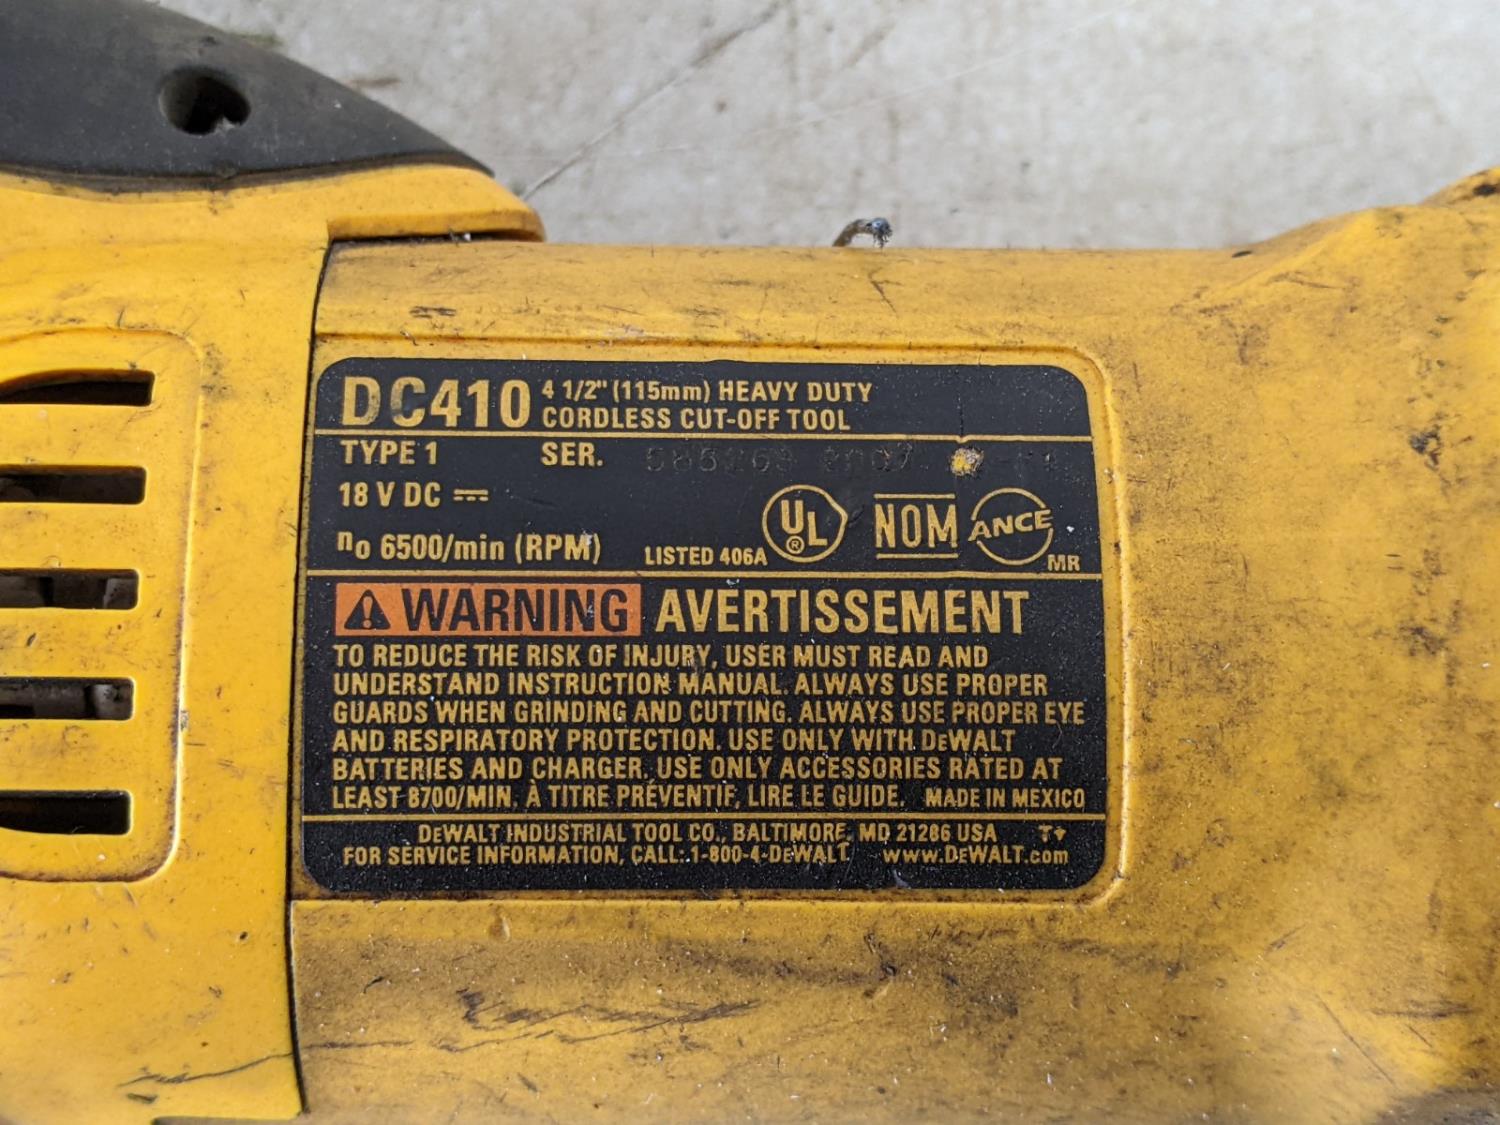 DC410 4 1/2" (115mm) HEAVY DUTY
CORDLESS CUT-OFF TOOL
TYPE 1 SER.
18 V DC ⎓
n₀ 6500/min (RPM)
LISTED 406A UL ® NOM ANCE MR
WARNING AVERTISSEMENT
TO REDUCE THE RISK OF INJURY, USER MUST READ AND
UNDERSTAND INSTRUCTION MANUAL. ALWAYS USE PROPER
GUARDS WHEN GRINDING AND CUTTING. ALWAYS USE PROPER EYE
AND RESPIRATORY PROTECTION. USE ONLY WITH DeWALT
BATTERIES AND CHARGER. USE ONLY ACCESSORIES RATED AT
LEAST 8700/MIN. À TITRE PRÉVENTIF, LIRE LE GUIDE. MADE IN MEXICO
DeWALT INDUSTRIAL TOOL CO., BALTIMORE, MD 21286 USA
FOR SERVICE INFORMATION, CALL: 1-800-4-DeWALT www.DeWALT.com